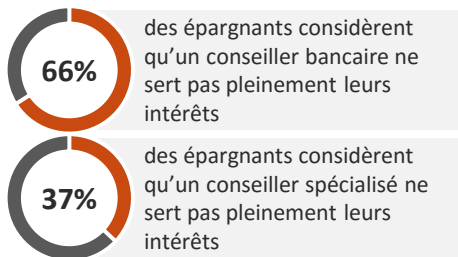 66%
des épargnants considèrent
qu'un conseiller bancaire ne
sert pas pleinement leurs
intérêts
37%
des épargnants considèrent
qu'un conseiller spécialisé ne
sert pas pleinement leurs
intérêts